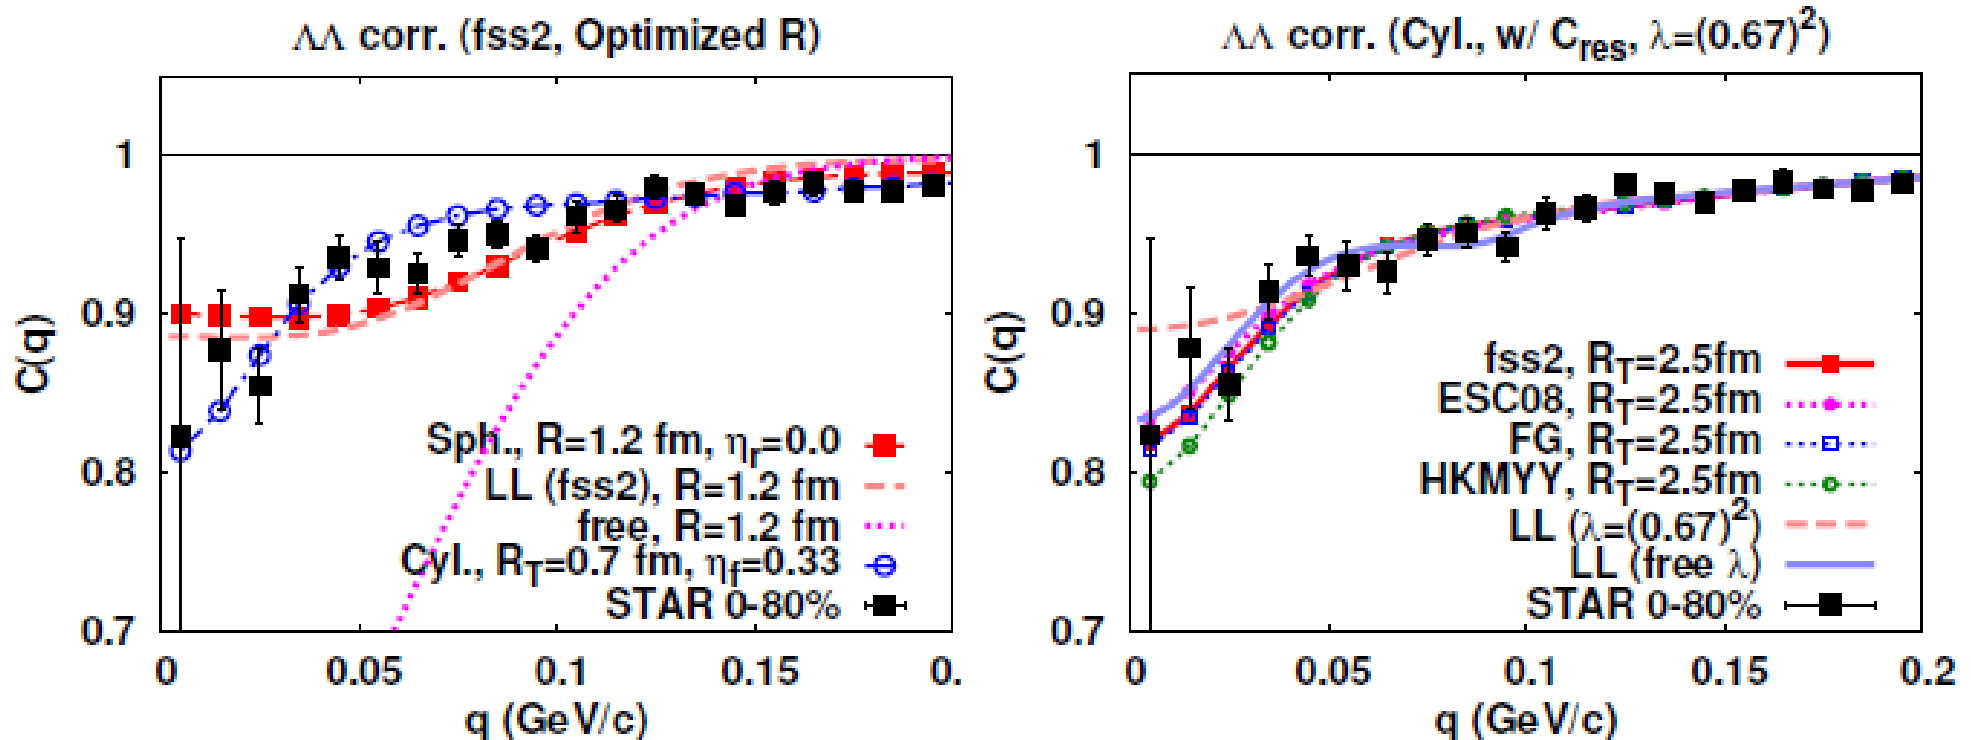 ΛΛ corr. (fss2, Optimized R)
C(q)
1
0.9
0.8
0.7
Sph., R=1.2 fm, η_r=0.0
LL (fss2), R=1.2 fm
free, R=1.2 fm
Cyl., R_T=0.7 fm, η_f=0.33
STAR 0-80%
0 0.05 0.1 0.15 0.
q (GeV/c)
ΛΛ corr. (Cyl., w/ C_res, λ=(0.67)²)
C(q)
1
0.9
0.8
0.7
fss2, R_T=2.5fm
ESC08, R_T=2.5fm
FG, R_T=2.5fm
HKMYY, R_T=2.5fm
LL (λ=(0.67)²)
LL (free λ)
STAR 0-80%
0 0.05 0.1 0.15 0.2
q (GeV/c)